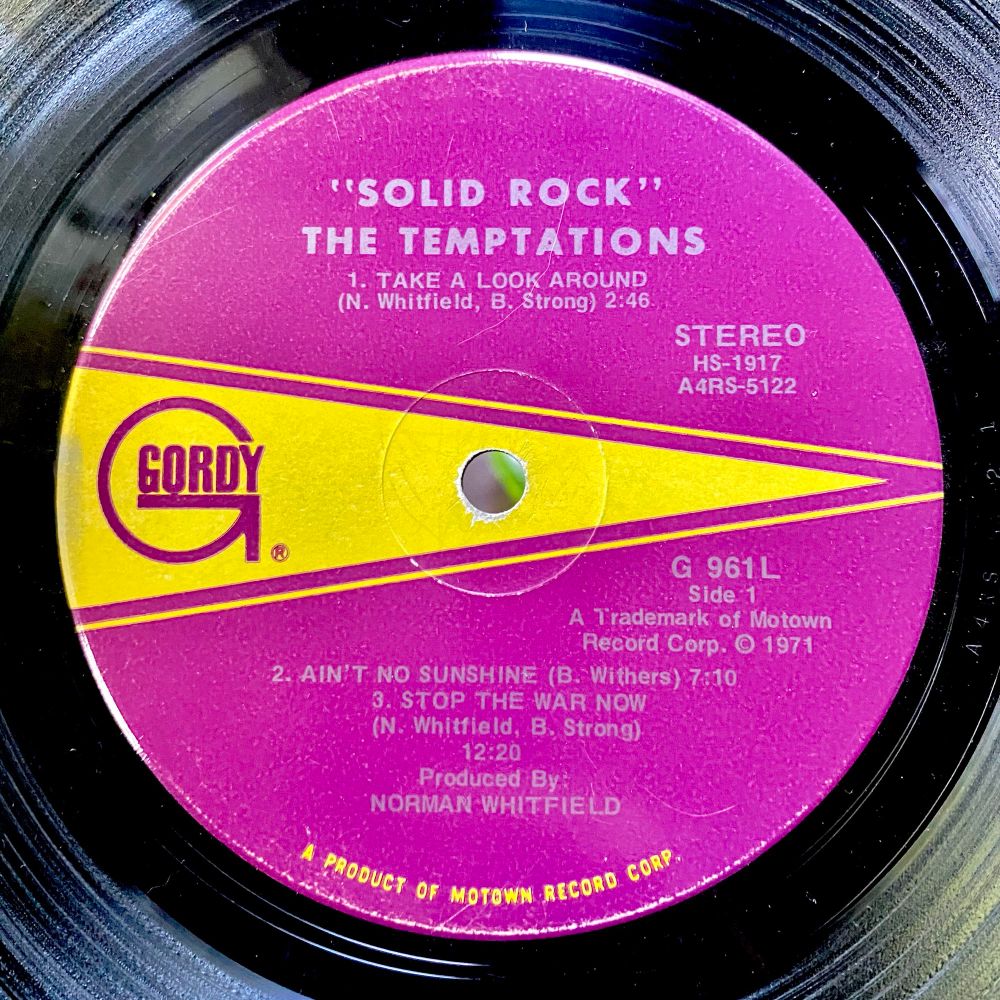 "SOLID ROCK"
THE TEMPTATIONS
1. TAKE A LOOK AROUND
(N. Whitfield, B. Strong) 2:46
STEREO
HS-1917
A4RS-5122
GORDY
®
G 961L
Side 1
A Trademark of Motown
Record Corp. © 1971
2. AIN'T NO SUNSHINE (B. Withers) 7:10
3. STOP THE WAR NOW
(N. Whitfield, B. Strong)
12:20
Produced By:
NORMAN WHITFIELD
A PRODUCT OF MOTOWN RECORD CORP.